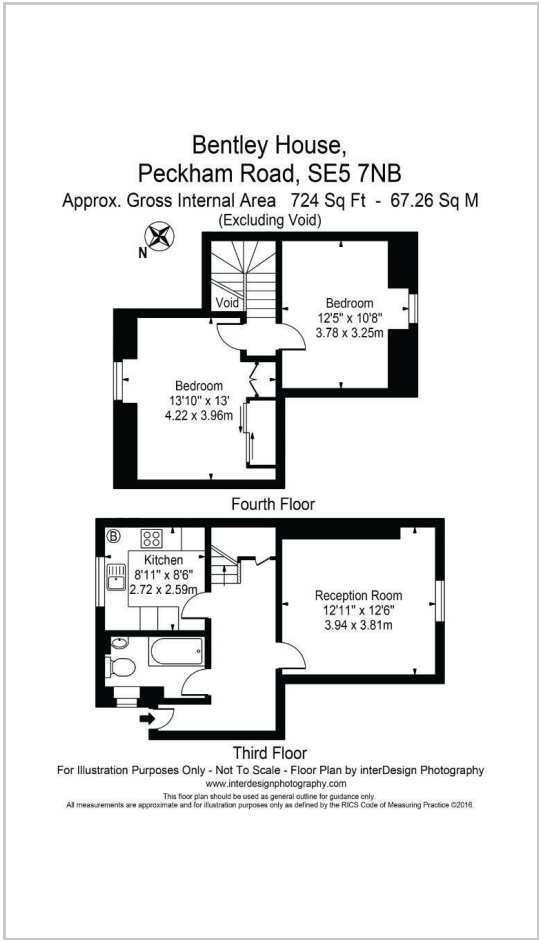 Bentley House,
Peckham Road, SE5 7NB
Approx. Gross Internal Area 724 Sq Ft - 67.26 Sq M
(Excluding Void)
N
Void
Bedroom
12'5" x 10'8"
3.78 x 3.25m
Bedroom
13'10" x 13'
4.22 x 3.96m
Fourth Floor
B
Kitchen
8'11" x 8'6"
2.72 x 2.59m
Reception Room
12'11" x 12'6"
3.94 x 3.81m
Third Floor
For Illustration Purposes Only - Not To Scale - Floor Plan by interDesign Photography
www.interdesignphotography.com
This floor plan should be used as general outline for guidance only.
All measurements are approximate and for illustration purposes only as defined by the RICS Code of Measuring Practice ©2016.